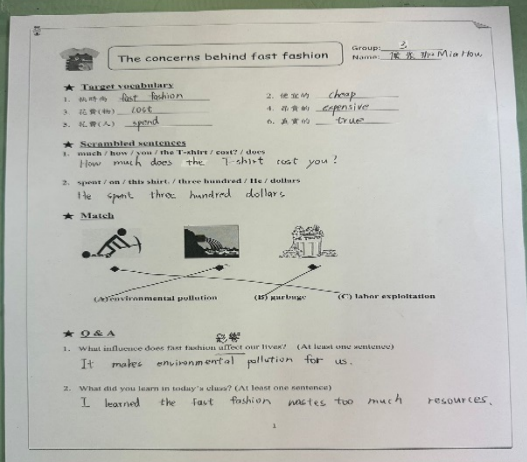 The concerns behind fast fashion
Group: 3
Name: Mia Hou
★ Target vocabulary
1. 快時尚 fast fashion 2. 便宜的 cheap
3. 花費(物) cost 4. 昂貴的 expensive
5. 花費(人) spend 6. 真實的 true
★ Scrambled sentences
1. much / how / you / the T-shirt / cost? / does
How much does the T-shirt cost you?
2. spent / on / this shirt. / three hundred / He / dollars
He spent three hundred dollars
★ Match
(A) environmental pollution (B) garbage (C) labor exploitation
★ Q & A
影響
1. What influence does fast fashion affect our lives? (At least one sentence)
It makes environmental pollution for us.
2. What did you learn in today's class? (At least one sentence)
I learned the fast fashion wastes too much resources.
1